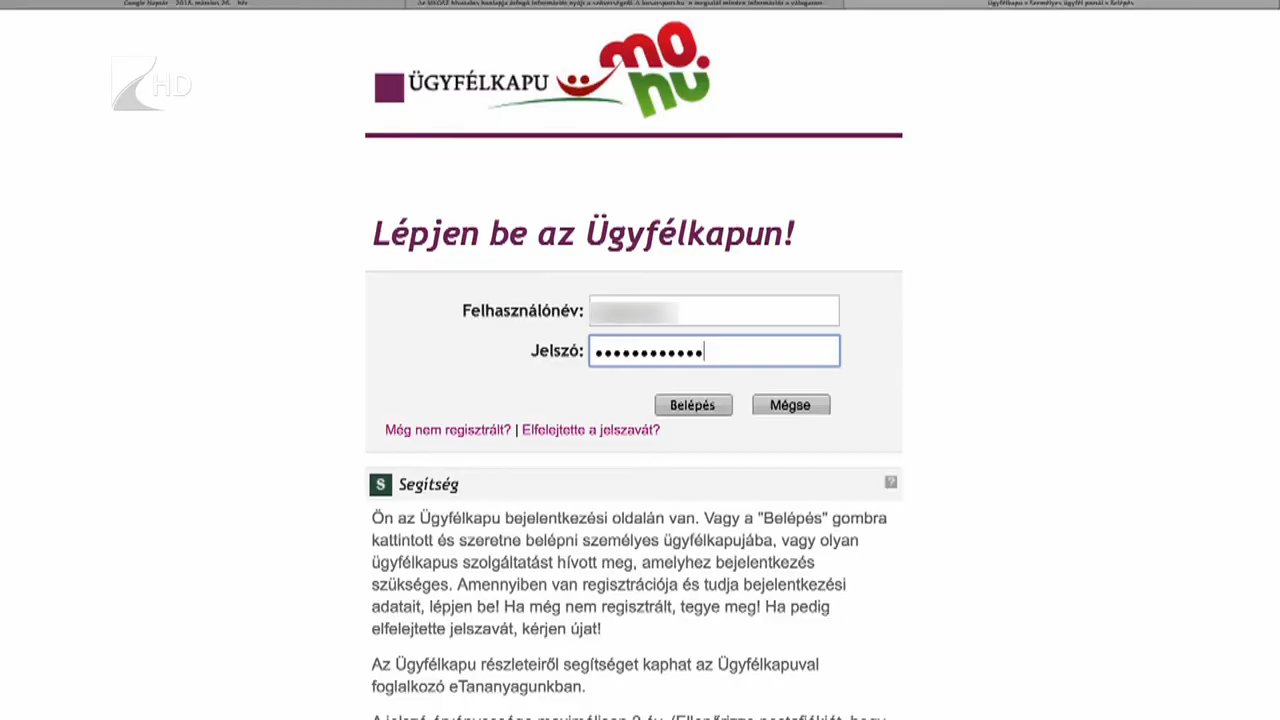 HD
ÜGYFÉLKAPU
mo.
hu
Lépjen be az Ügyfélkapun!
Felhasználónév:
Jelszó:
Belépés Mégse
Még nem regisztrált? | Elfelejtette a jelszavát?
S Segítség ?
Ön az Ügyfélkapu bejelentkezési oldalán van. Vagy a "Belépés" gombra
kattintott és szeretne belépni személyes ügyfélkapujába, vagy olyan
ügyfélkapus szolgáltatást hívott meg, amelyhez bejelentkezés
szükséges. Amennyiben van regisztrációja és tudja bejelentkezési
adatait, lépjen be! Ha még nem regisztrált, tegye meg! Ha pedig
elfelejtette jelszavát, kérjen újat!
Az Ügyfélkapu részleteiről segítséget kaphat az Ügyfélkapuval
foglalkozó eTananyagunkban.